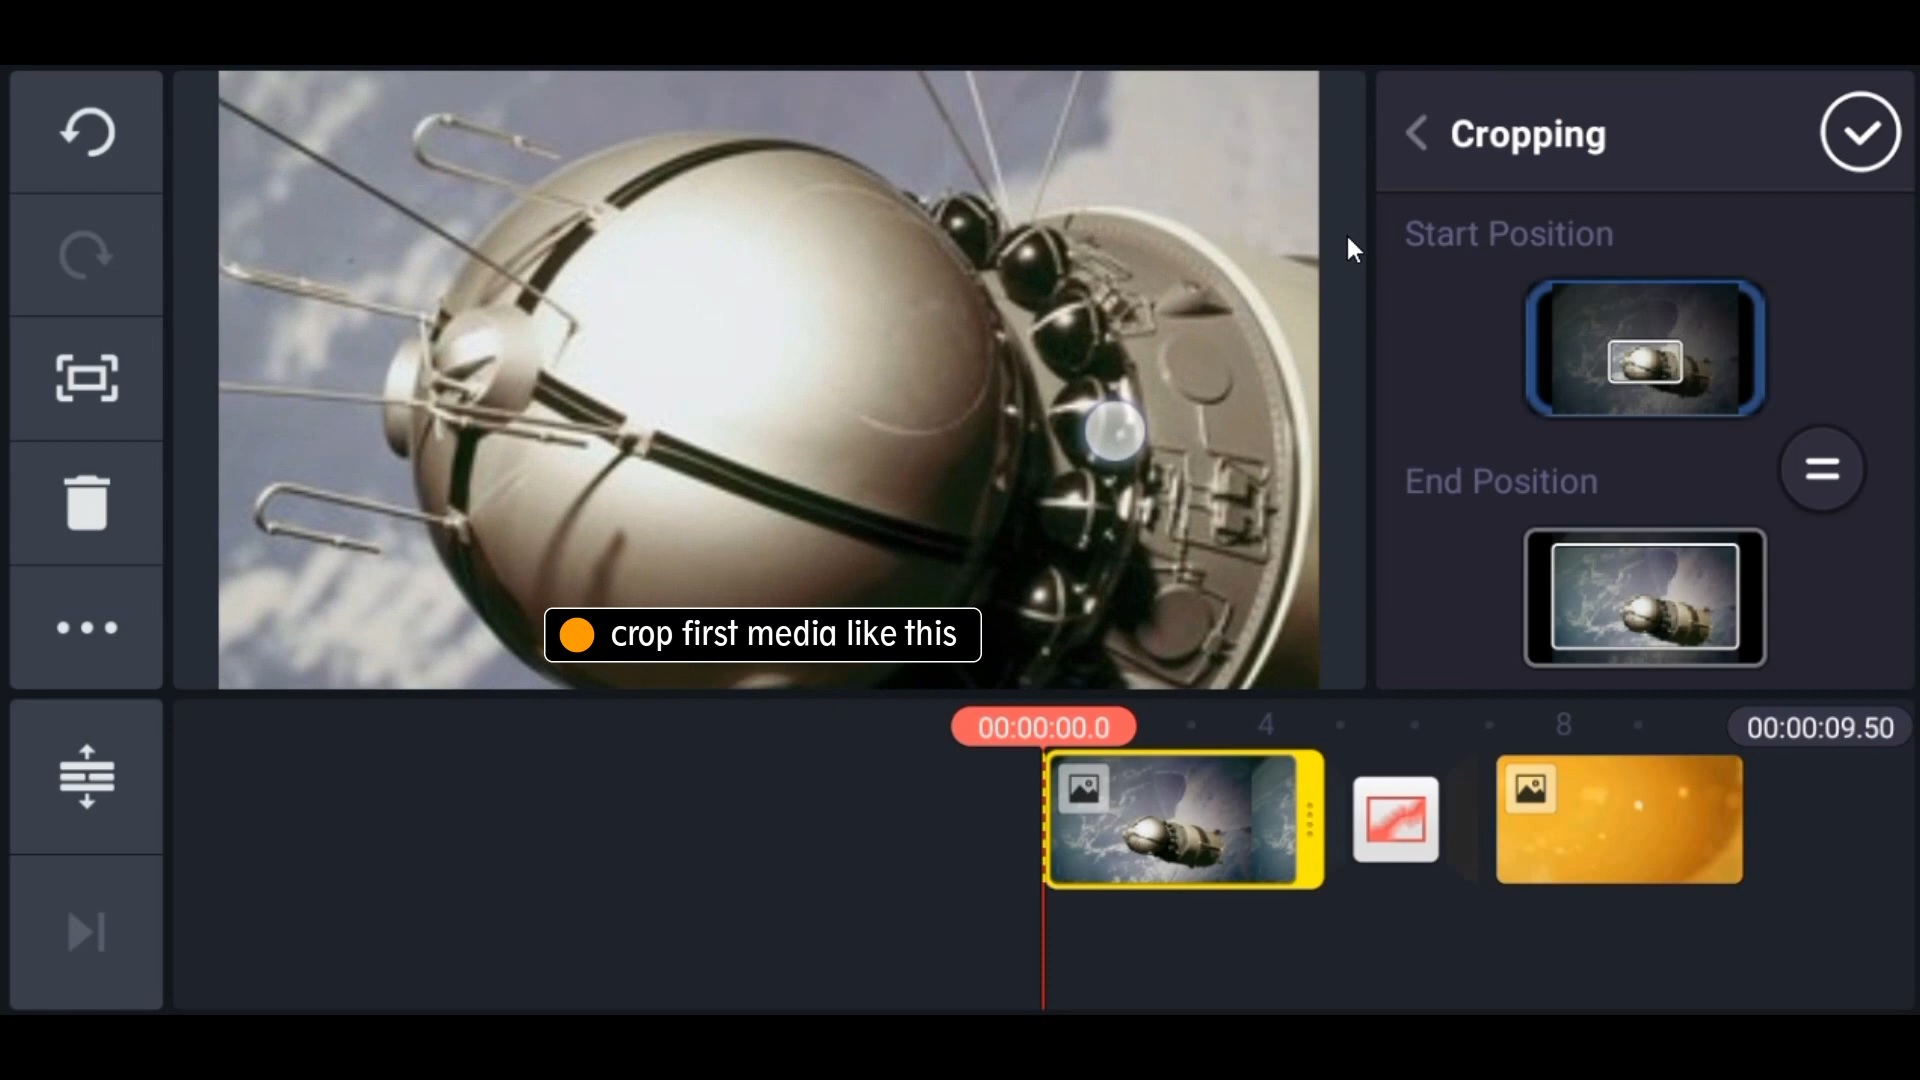 Cropping
Start Position
End Position
crop first media like this
00:00:00.0
4
8
00:00:09.50